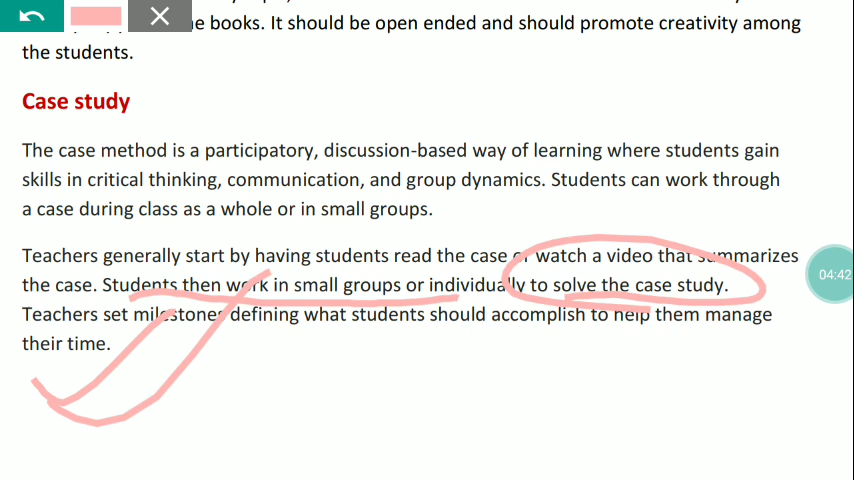 books. It should be open ended and should promote creativity among
the students.
Case study
The case method is a participatory, discussion-based way of learning where students gain
skills in critical thinking, communication, and group dynamics. Students can work through
a case during class as a whole or in small groups.
Teachers generally start by having students read the case or watch a video that summarizes
the case. Students then work in small groups or individually to solve the case study.
Teachers set milestones defining what students should accomplish to help them manage
their time.
04:42